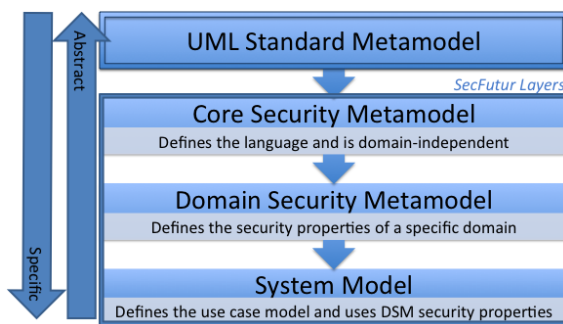 Abstract
Specific
UML Standard Metamodel
SecFutur Layers
Core Security Metamodel
Defines the language and is domain-independent
Domain Security Metamodel
Defines the security properties of a specific domain
System Model
Defines the use case model and uses DSM security properties